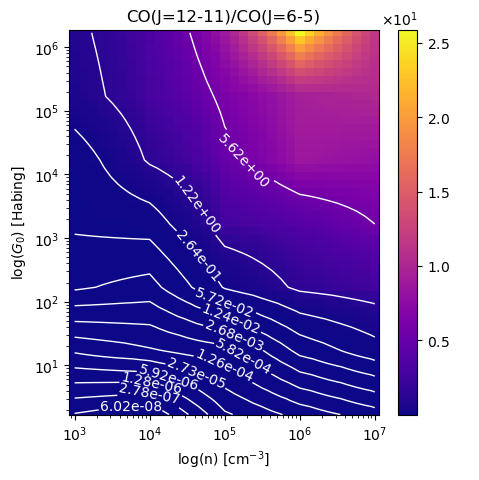 CO(J=12-11)/CO(J=6-5)
×10¹
10⁶
10⁵
10⁴
10³
10²
10¹
log(G₀) [Habing]
5.62e+00
1.22e+00
2.64e-01
5.72e-02
1.24e-02
2.68e-03
5.82e-04
1.26e-04
2.73e-05
5.92e-06
1.28e-06
2.78e-07
6.02e-08
2.5
2.0
1.5
1.0
0.5
10³ 10⁴ 10⁵ 10⁶ 10⁷
log(n) [cm⁻³]